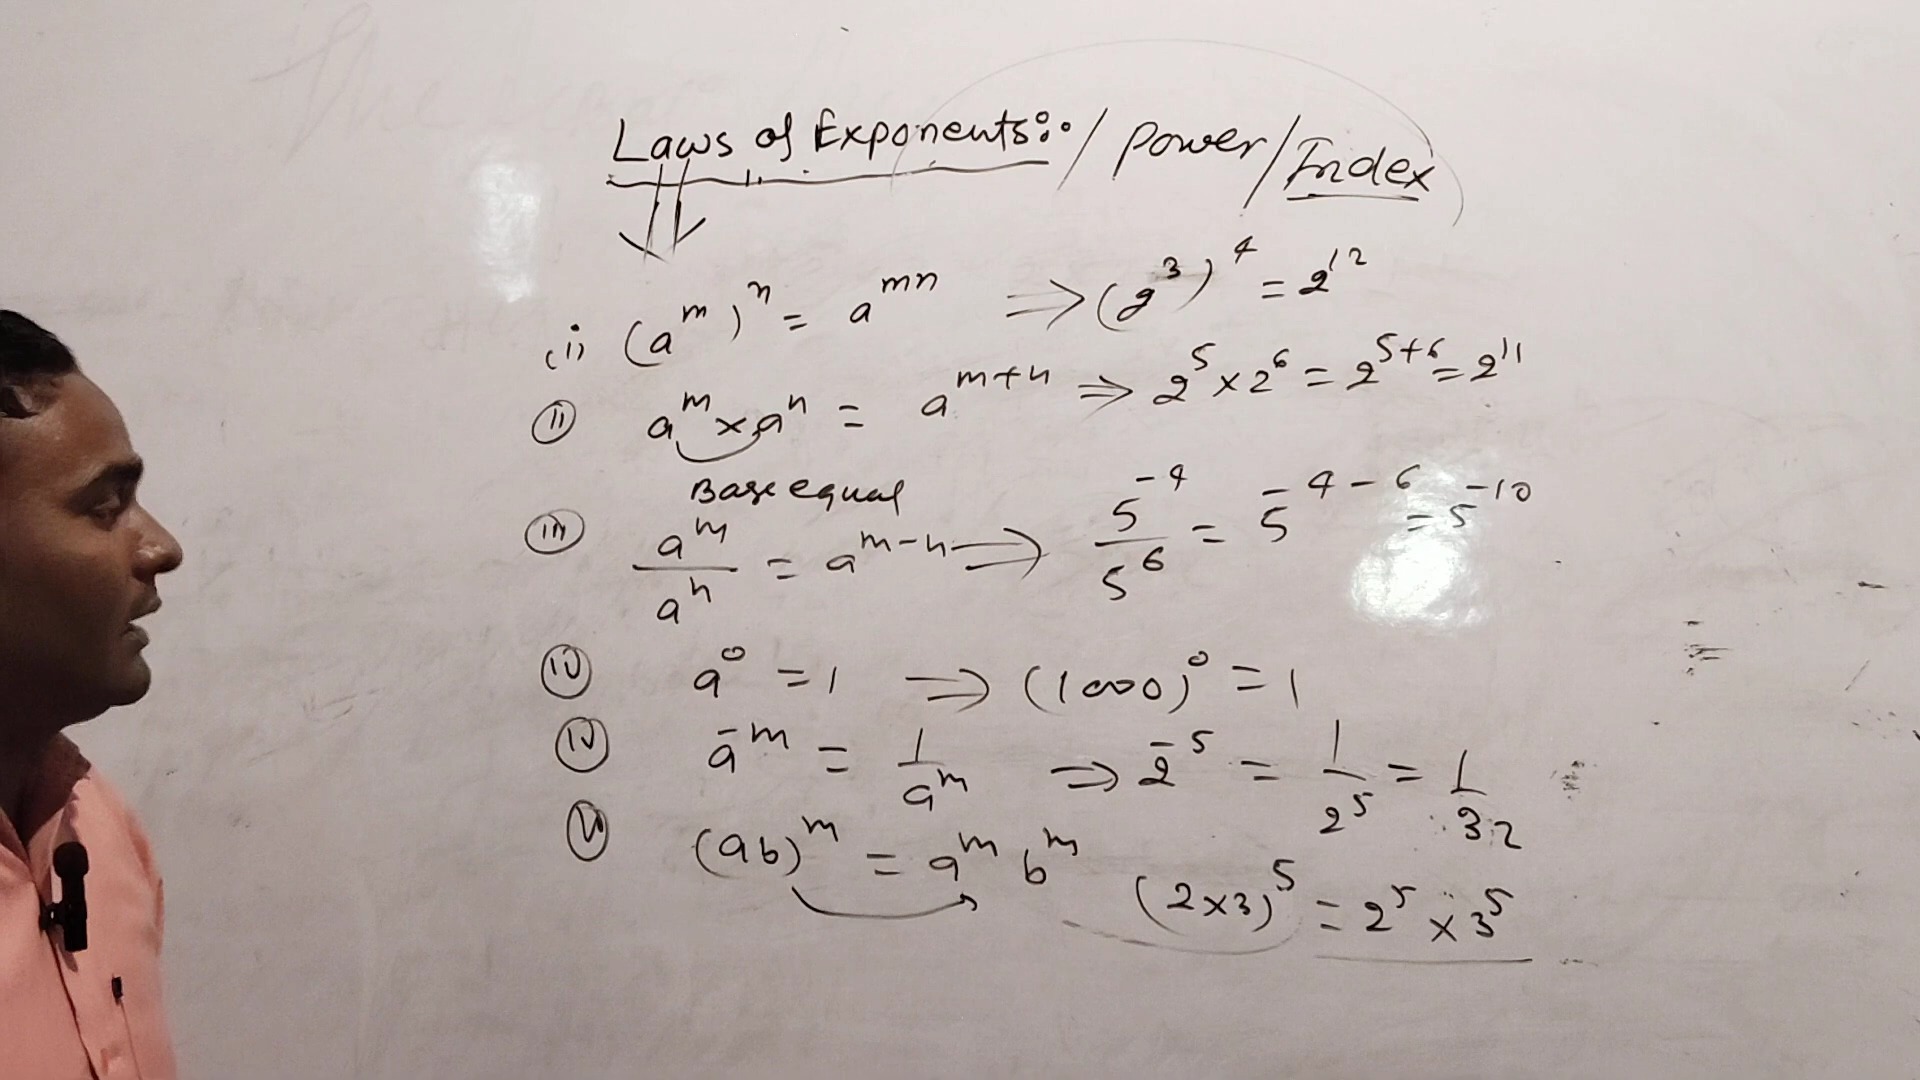 Laws of Exponents:- / Power / Index
(i) (a^m)^n = a^mn ⇒ (2^3)^4 = 2^12
(ii) a^m × a^n = a^m+n ⇒ 2^5 × 2^6 = 2^5+6 = 2^11
Base equal
(iii) a^m / a^n = a^m-n ⇒ 5^-4 / 5^6 = 5^-4-6 = 5^-10
(iv) a^0 = 1 ⇒ (1000)^0 = 1
(iv) a^-m = 1 / a^m ⇒ 2^-5 = 1 / 2^5 = 1 / 32
(v) (ab)^m = a^m b^m (2×3)^5 = 2^5 × 3^5